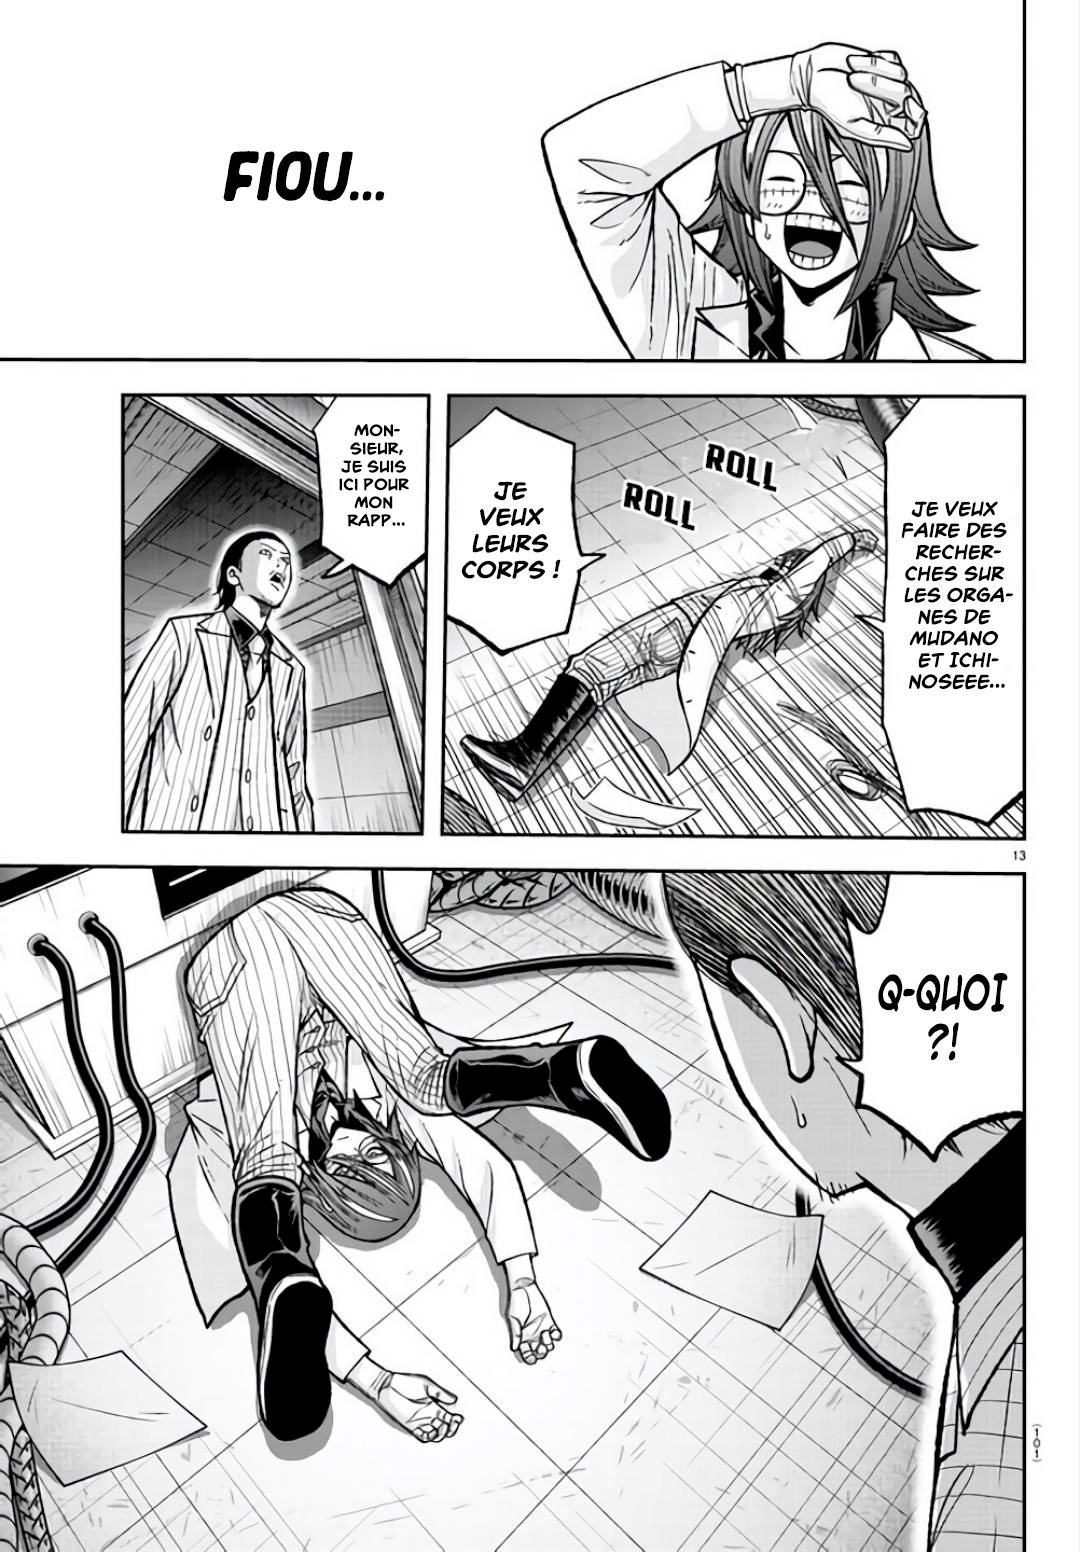 FIOU...
JE VEUX
FAIRE DES
RECHER-
CHES SUR
LES ORGA-
NES DE
MUDANO
ET ICHI-
NOSEEE...
ROLL
ROLL
JE
VEUX
LEURS
CORPS !
MON-
SIEUR,
JE SUIS
ICI POUR
MON
RAPP...
13
Q-QUOI
?!
(101)